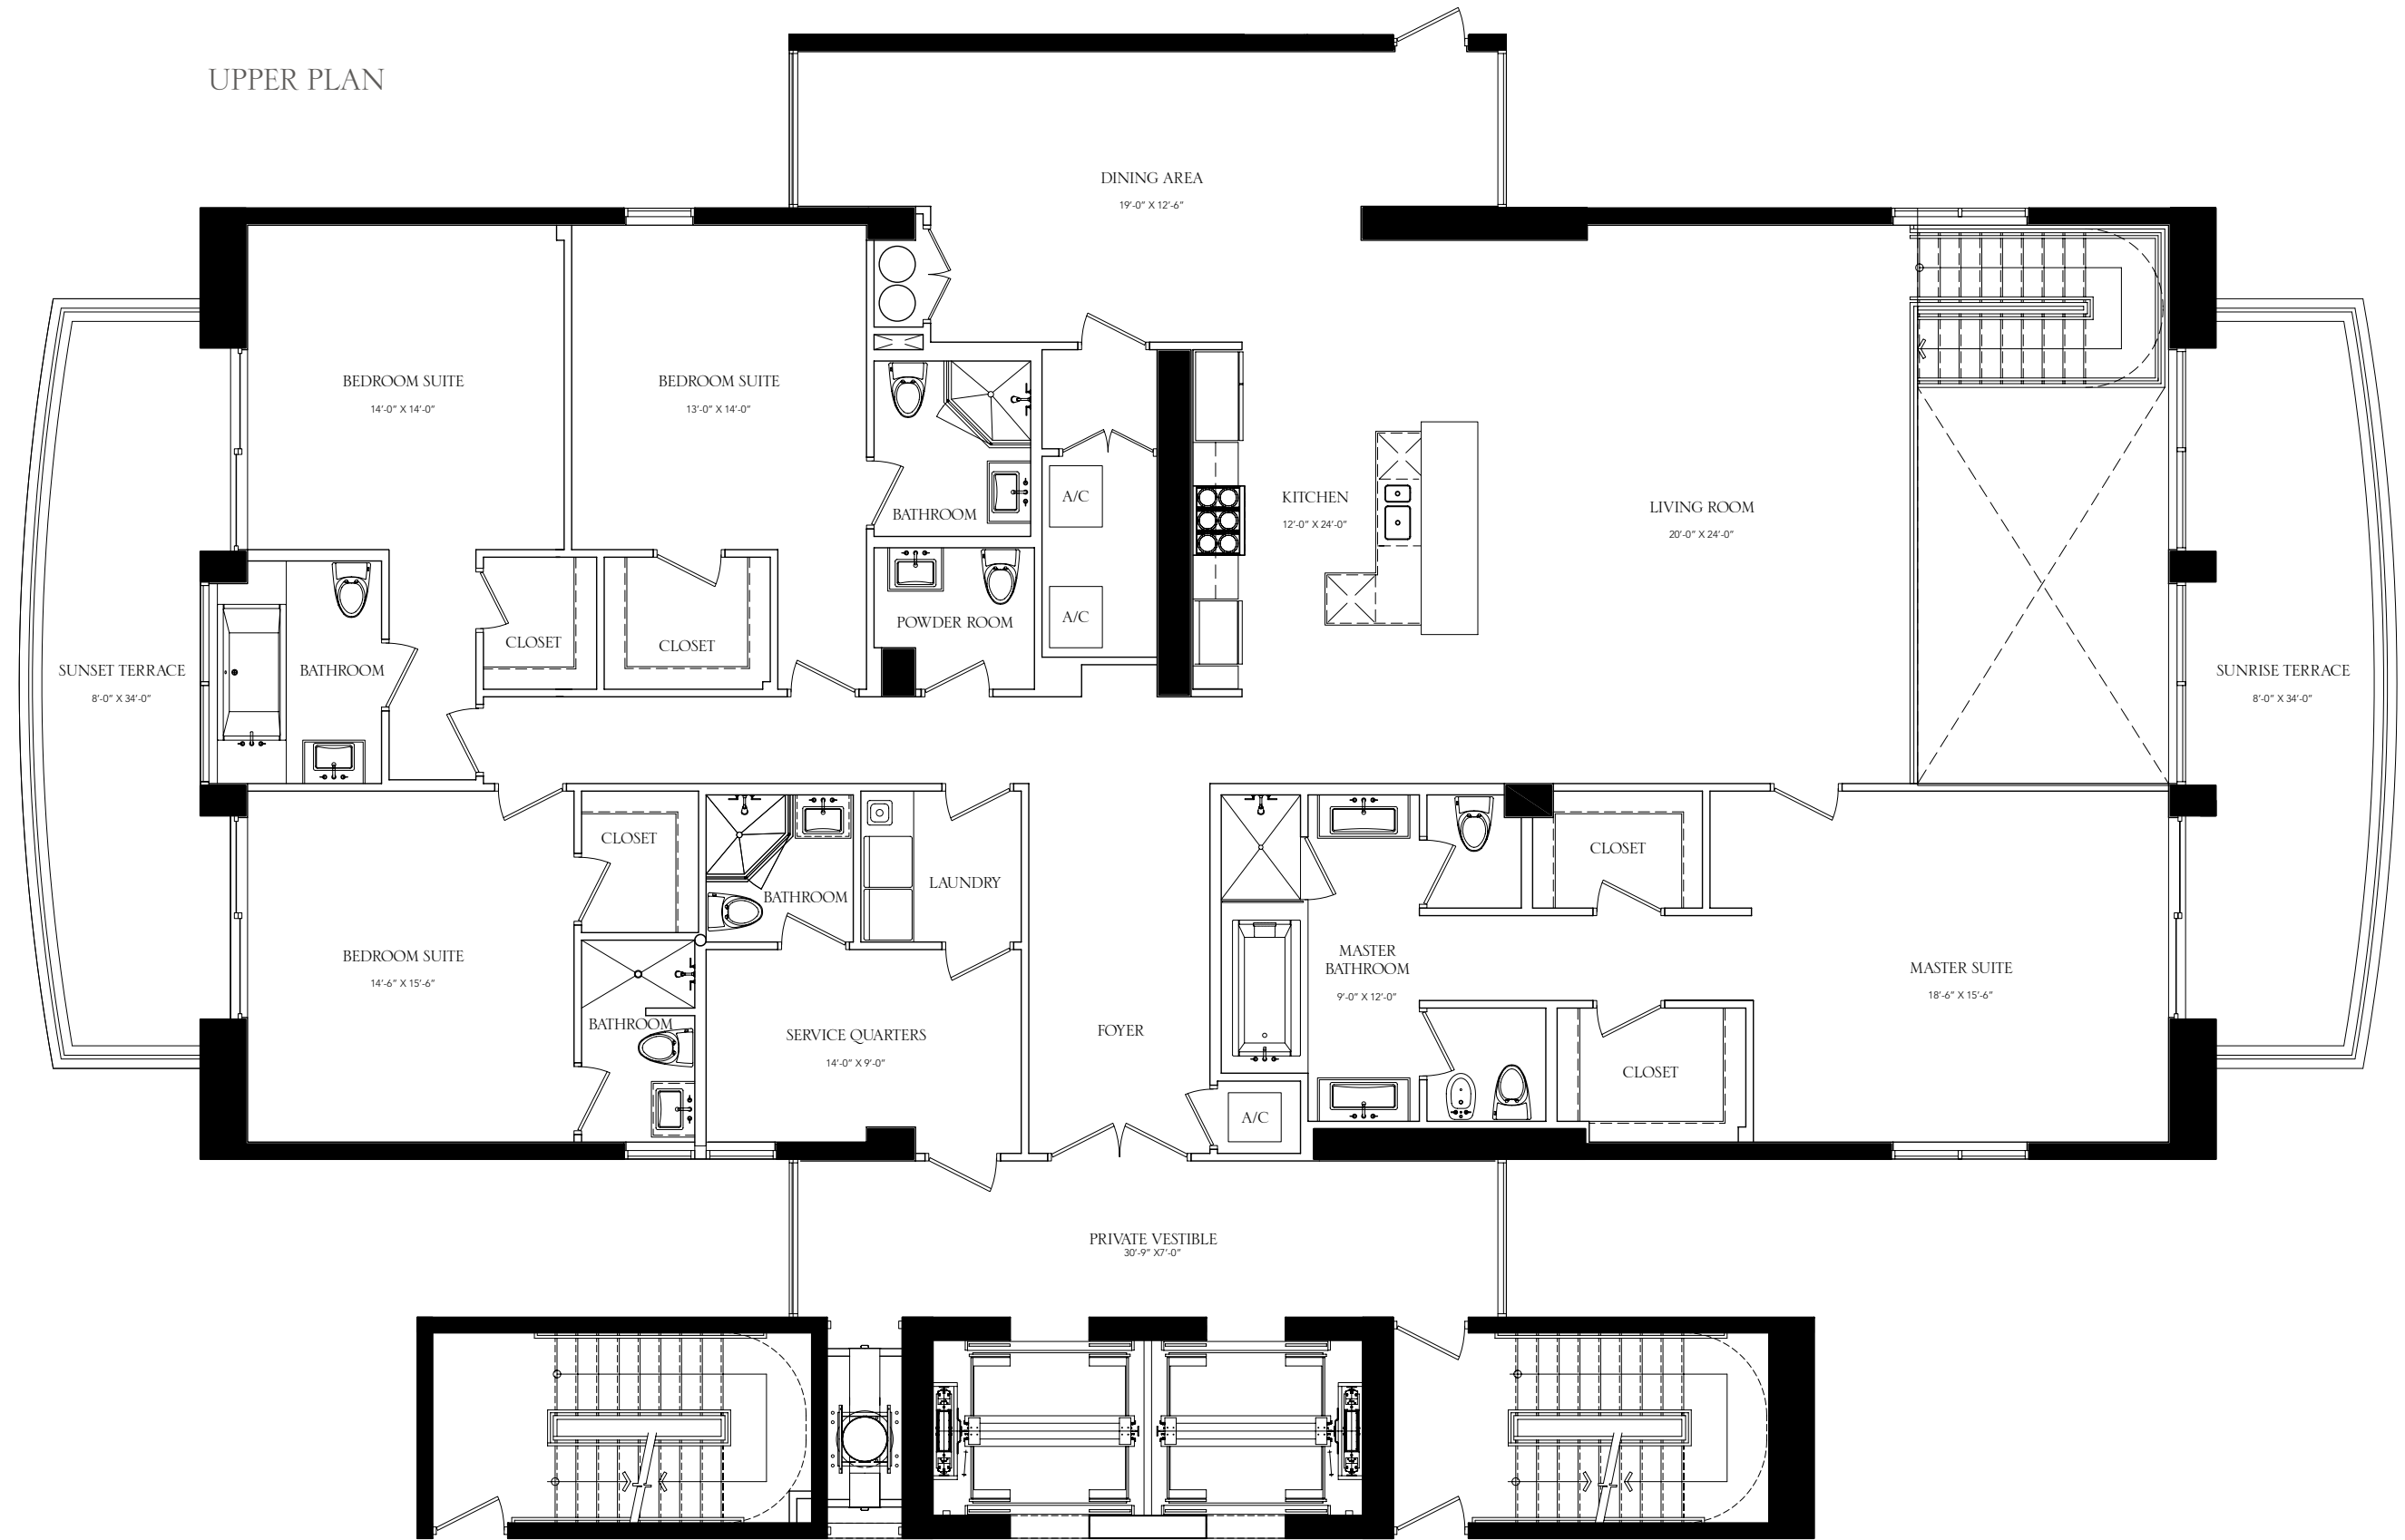 UPPER PLAN
DINING AREA
19'-0" X 12'-6"
BEDROOM SUITE
14'-0" X 14'-0"
BEDROOM SUITE
13'-0" X 14'-0"
BATHROOM
A/C
KITCHEN
12'-0" X 24'-0"
LIVING ROOM
20'-0" X 24'-0"
CLOSET
CLOSET
POWDER ROOM
A/C
SUNSET TERRACE
8'-0" X 34'-0"
BATHROOM
SUNRISE TERRACE
8'-0" X 34'-0"
CLOSET
BATHROOM
LAUNDRY
CLOSET
BEDROOM SUITE
14'-6" X 15'-6"
MASTER
BATHROOM
9'-0" X 12'-0"
MASTER SUITE
18'-6" X 15'-6"
BATHROOM
SERVICE QUARTERS
14'-0" X 9'-0"
FOYER
CLOSET
A/C
PRIVATE VESTIBLE
30'-9" X7'-0"